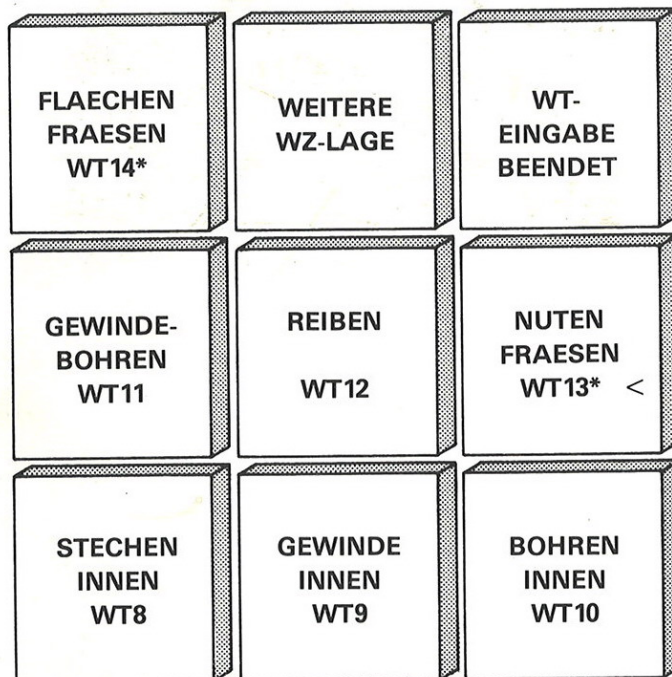 FLAECHEN
FRAESEN
WT14*
WEITERE
WZ-LAGE
WT-
EINGABE
BEENDET
GEWINDE-
BOHREN
WT11
REIBEN
WT12
NUTEN
FRAESEN
WT13* <
STECHEN
INNEN
WT8
GEWINDE
INNEN
WT9
BOHREN
INNEN
WT10